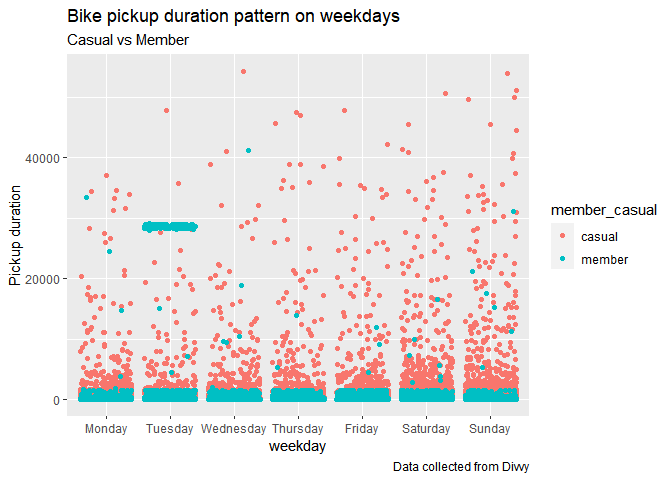 Bike pickup duration pattern on weekdays
Casual vs Member
Pickup duration
40000
20000
0
Monday Tuesday Wednesday Thursday Friday Saturday Sunday
weekday
member_casual
casual
member
Data collected from Divvy